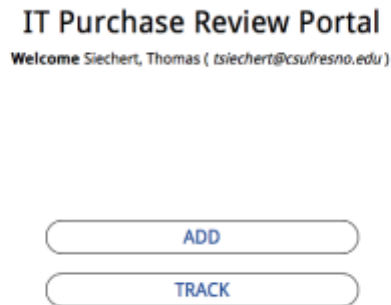 IT Purchase Review Portal
Welcome Siechert, Thomas ( tsiechert@csufresno.edu )
ADD
TRACK